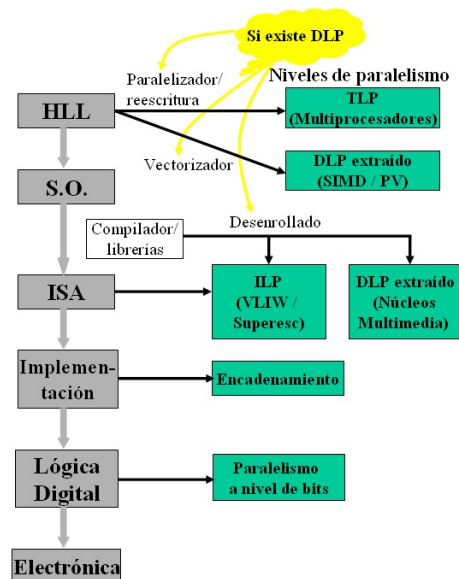 Si existe DLP
Paralelizador/
reescritura
Niveles de paralelismo
HLL
TLP
(Multiprocesadores)
Vectorizador
DLP extraído
(SIMD / PV)
S.O.
Compilador/
librerías
Desenrollado
ISA
ILP
(VLIW /
Superesc)
DLP extraído
(Núcleos
Multimedia)
Implemen-
tación
Encadenamiento
Lógica
Digital
Paralelismo
a nivel de bits
Electrónica